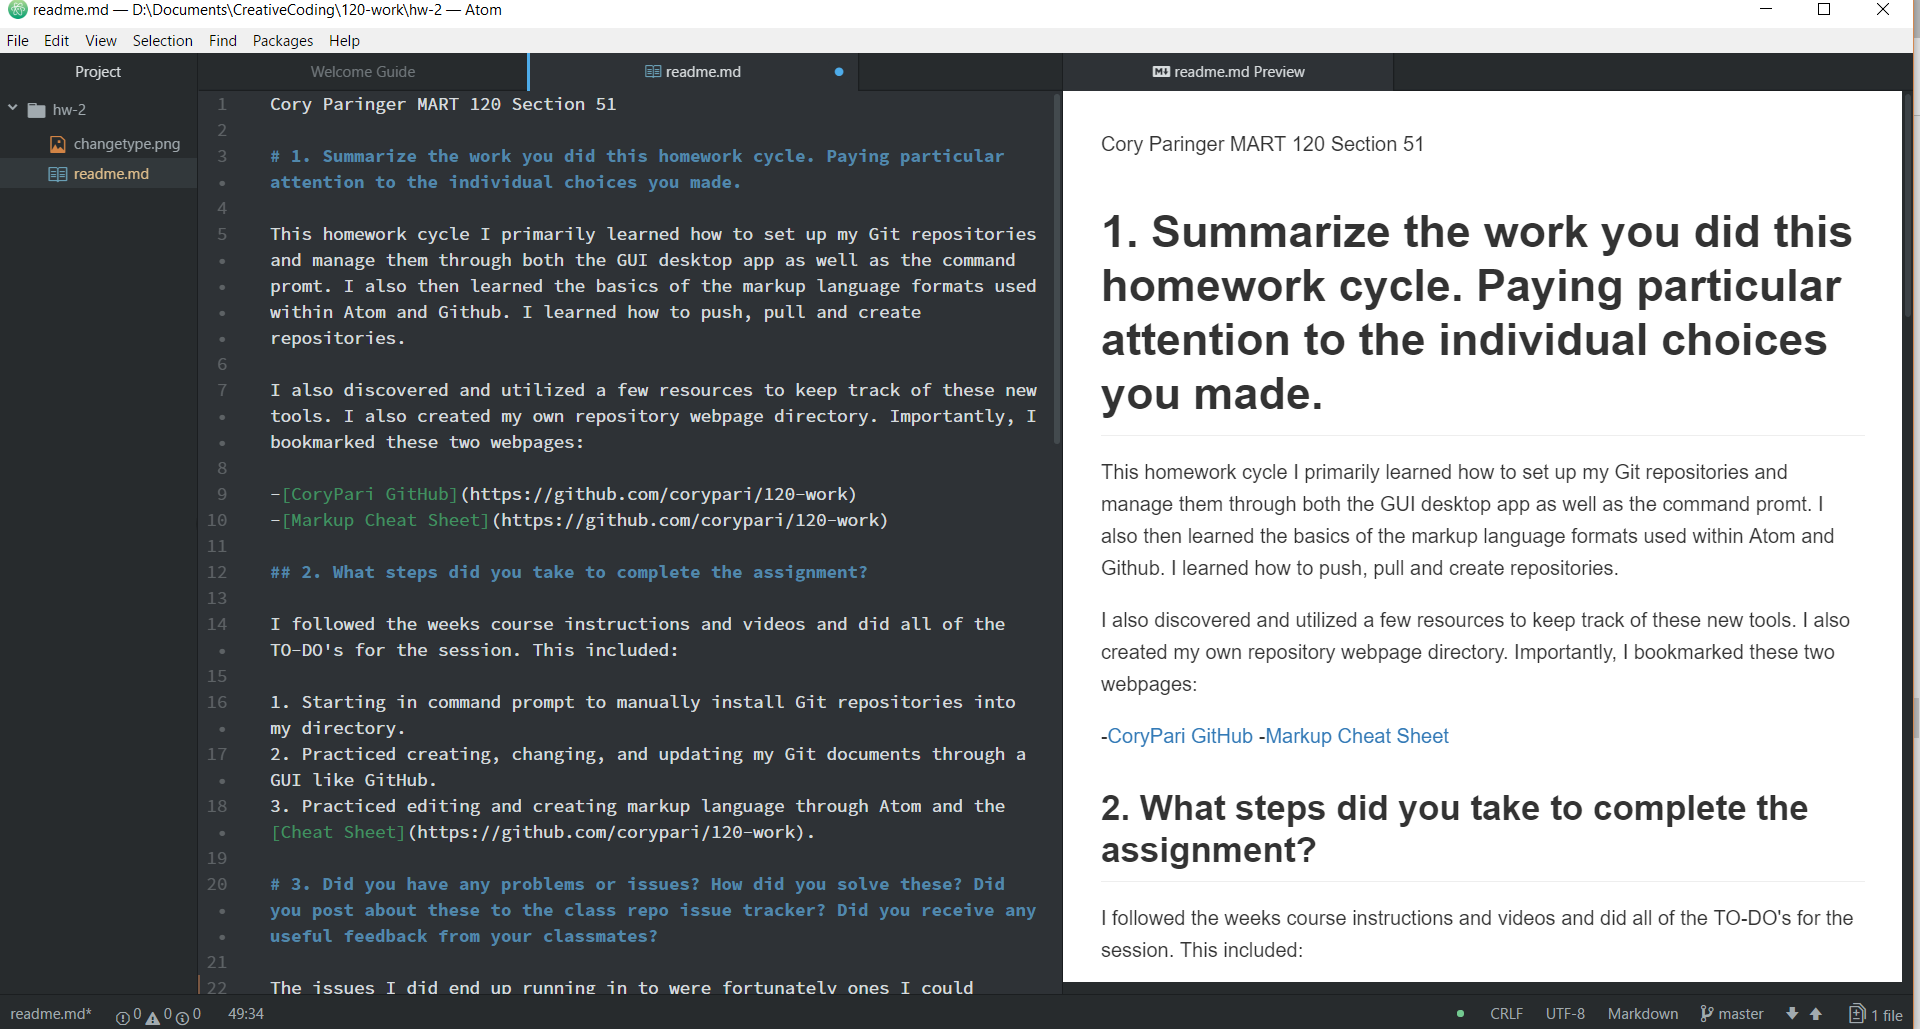 readme.md — D:\Documents\CreativeCoding\120-work\hw-2 — Atom
File Edit View Selection Find Packages Help
Project
hw-2
changetype.png
readme.md
Welcome Guide
readme.md
readme.md Preview
1 Cory Paringer MART 120 Section 51
2
3 # 1. Summarize the work you did this homework cycle. Paying particular
• attention to the individual choices you made.
4
5 This homework cycle I primarily learned how to set up my Git repositories
• and manage them through both the GUI desktop app as well as the command
• promt. I also then learned the basics of the markup language formats used
• within Atom and Github. I learned how to push, pull and create
• repositories.
6
7 I also discovered and utilized a few resources to keep track of these new
• tools. I also created my own repository webpage directory. Importantly, I
• bookmarked these two webpages:
8
9 -[CoryPari GitHub](https://github.com/corypari/120-work)
10 -[Markup Cheat Sheet](https://github.com/corypari/120-work)
11
12 ## 2. What steps did you take to complete the assignment?
13
14 I followed the weeks course instructions and videos and did all of the
• TO-DO's for the session. This included:
15
16 1. Starting in command prompt to manually install Git repositories into
• my directory.
17 2. Practiced creating, changing, and updating my Git documents through a
• GUI like GitHub.
18 3. Practiced editing and creating markup language through Atom and the
• [Cheat Sheet](https://github.com/corypari/120-work).
19
20 # 3. Did you have any problems or issues? How did you solve these? Did
• you post about these to the class repo issue tracker? Did you receive any
• useful feedback from your classmates?
21
22 The issues I did end up running in to were fortunately ones I could
Cory Paringer MART 120 Section 51
1. Summarize the work you did this
homework cycle. Paying particular
attention to the individual choices
you made.
This homework cycle I primarily learned how to set up my Git repositories and
manage them through both the GUI desktop app as well as the command promt. I
also then learned the basics of the markup language formats used within Atom and
Github. I learned how to push, pull and create repositories.
I also discovered and utilized a few resources to keep track of these new tools. I also
created my own repository webpage directory. Importantly, I bookmarked these two
webpages:
-CoryPari GitHub -Markup Cheat Sheet
2. What steps did you take to complete the
assignment?
I followed the weeks course instructions and videos and did all of the TO-DO's for the
session. This included:
readme.md* 0 0 0 49:34
CRLF UTF-8 Markdown master 1 file